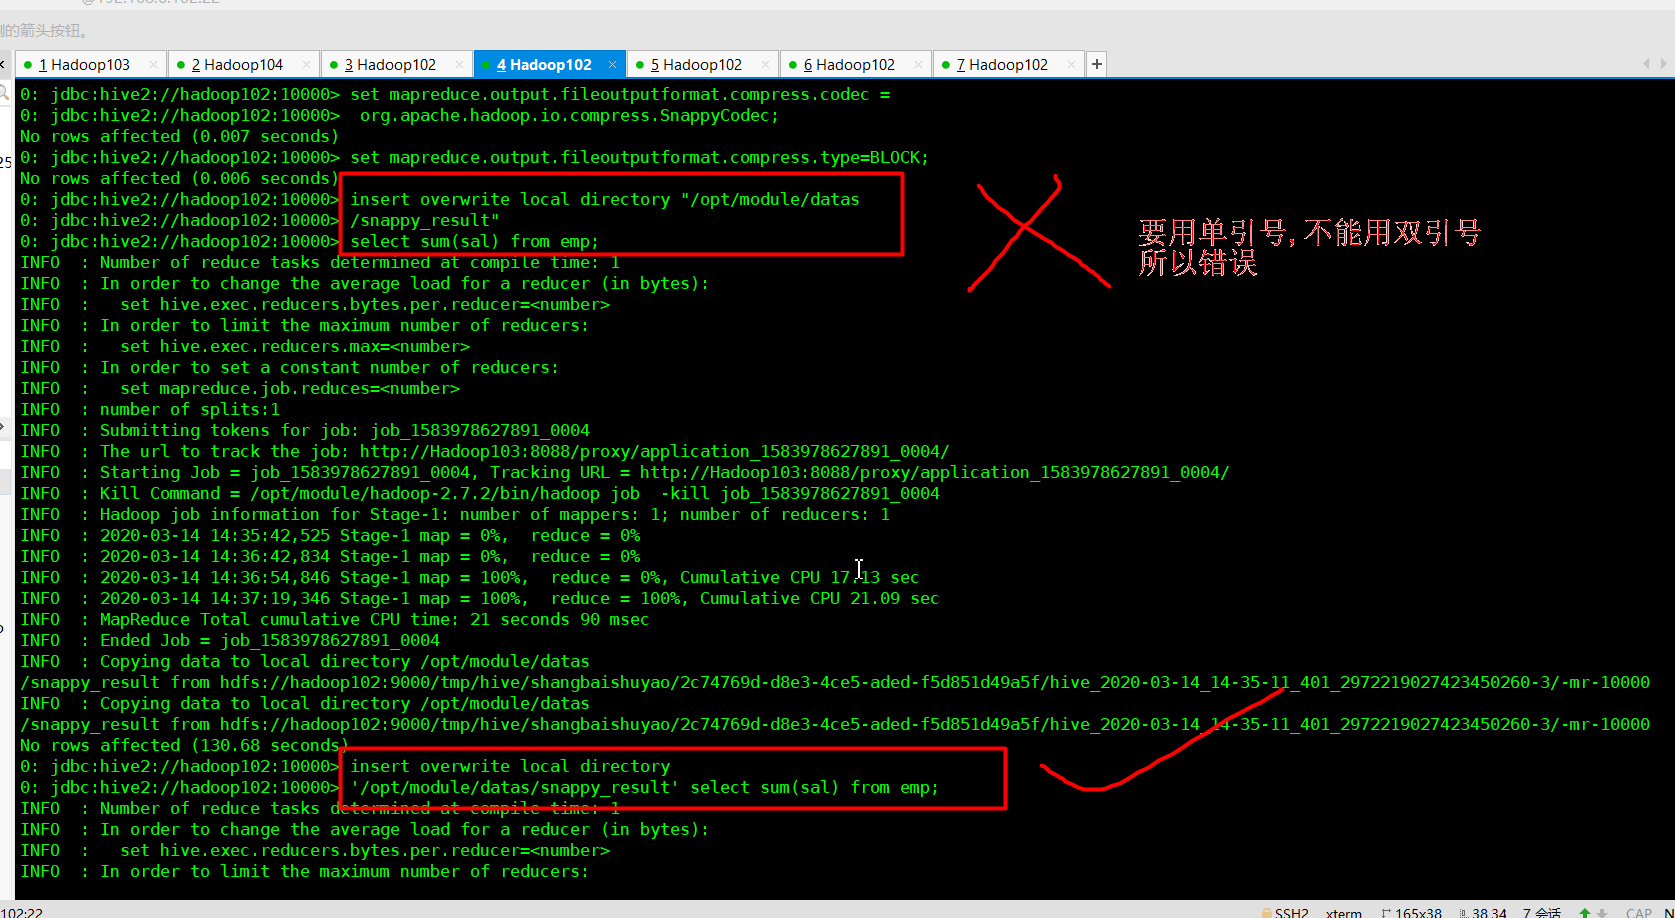 的箭头按钮。
1 Hadoop103
2 Hadoop104
3 Hadoop102
4 Hadoop102
5 Hadoop102
6 Hadoop102
7 Hadoop102
+
0: jdbc:hive2://hadoop102:10000> set mapreduce.output.fileoutputformat.compress.codec =
0: jdbc:hive2://hadoop102:10000>  org.apache.hadoop.io.compress.SnappyCodec;
No rows affected (0.007 seconds)
0: jdbc:hive2://hadoop102:10000> set mapreduce.output.fileoutputformat.compress.type=BLOCK;
No rows affected (0.006 seconds)
0: jdbc:hive2://hadoop102:10000> insert overwrite local directory "/opt/module/datas
0: jdbc:hive2://hadoop102:10000> /snappy_result"
0: jdbc:hive2://hadoop102:10000> select sum(sal) from emp;
要用单引号,不能用双引号
所以错误
INFO  : Number of reduce tasks determined at compile time: 1
INFO  : In order to change the average load for a reducer (in bytes):
INFO  :   set hive.exec.reducers.bytes.per.reducer=<number>
INFO  : In order to limit the maximum number of reducers:
INFO  :   set hive.exec.reducers.max=<number>
INFO  : In order to set a constant number of reducers:
INFO  :   set mapreduce.job.reduces=<number>
INFO  : number of splits:1
INFO  : Submitting tokens for job: job_1583978627891_0004
INFO  : The url to track the job: http://Hadoop103:8088/proxy/application_1583978627891_0004/
INFO  : Starting Job = job_1583978627891_0004, Tracking URL = http://Hadoop103:8088/proxy/application_1583978627891_0004/
INFO  : Kill Command = /opt/module/hadoop-2.7.2/bin/hadoop job  -kill job_1583978627891_0004
INFO  : Hadoop job information for Stage-1: number of mappers: 1; number of reducers: 1
INFO  : 2020-03-14 14:35:42,525 Stage-1 map = 0%,  reduce = 0%
INFO  : 2020-03-14 14:36:42,834 Stage-1 map = 0%,  reduce = 0%
INFO  : 2020-03-14 14:36:54,846 Stage-1 map = 100%,  reduce = 0%, Cumulative CPU 17.13 sec
INFO  : 2020-03-14 14:37:19,346 Stage-1 map = 100%,  reduce = 100%, Cumulative CPU 21.09 sec
INFO  : MapReduce Total cumulative CPU time: 21 seconds 90 msec
INFO  : Ended Job = job_1583978627891_0004
INFO  : Copying data to local directory /opt/module/datas
/snappy_result from hdfs://hadoop102:9000/tmp/hive/shangbaishuyao/2c74769d-d8e3-4ce5-aded-f5d851d49a5f/hive_2020-03-14_14-35-11_401_2972219027423450260-3/-mr-10000
INFO  : Copying data to local directory /opt/module/datas
/snappy_result from hdfs://hadoop102:9000/tmp/hive/shangbaishuyao/2c74769d-d8e3-4ce5-aded-f5d851d49a5f/hive_2020-03-14_14-35-11_401_2972219027423450260-3/-mr-10000
No rows affected (130.68 seconds)
0: jdbc:hive2://hadoop102:10000> insert overwrite local directory
0: jdbc:hive2://hadoop102:10000> '/opt/module/datas/snappy_result' select sum(sal) from emp;
INFO  : Number of reduce tasks determined at compile time: 1
INFO  : In order to change the average load for a reducer (in bytes):
INFO  :   set hive.exec.reducers.bytes.per.reducer=<number>
INFO  : In order to limit the maximum number of reducers:
102:22
SSH2 xterm 165x38 38,34 7 会话 CAP